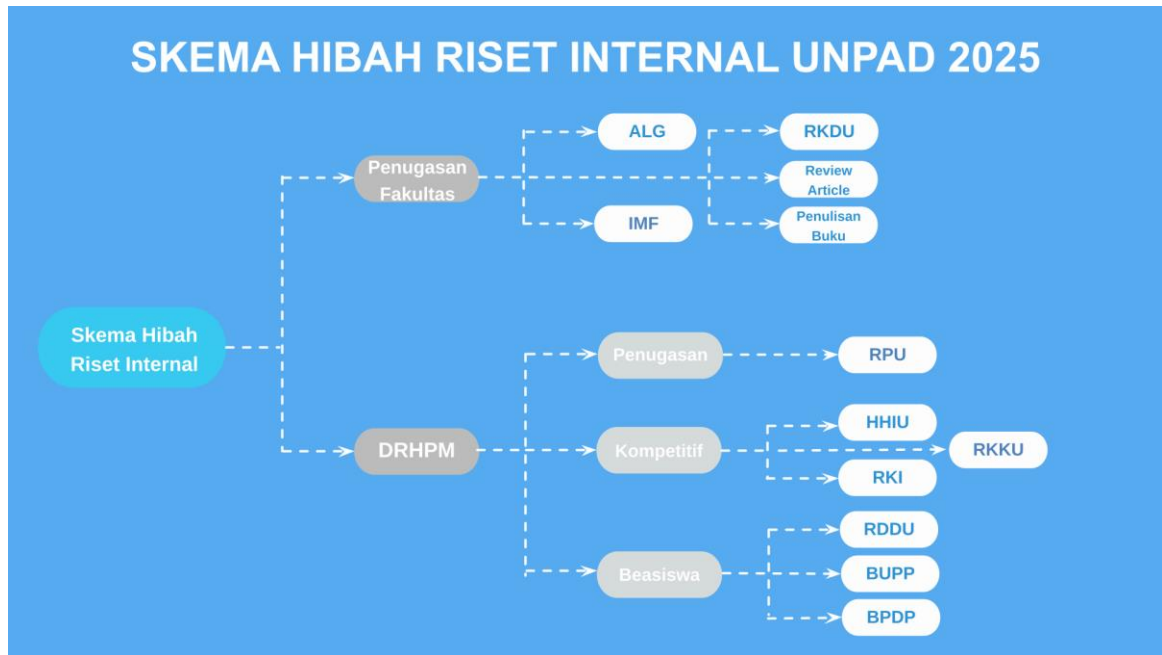 SKEMA HIBAH RISET INTERNAL UNPAD 2025
ALG
RKDU
Penugasan
Fakultas
Review
Article
IMF
Penulisan
Buku
Skema Hibah
Riset Internal
Penugasan
RPU
DRHPM
Kompetitif
HHIU
RKKU
RKI
Beasiswa
RDDU
BUPP
BPDP